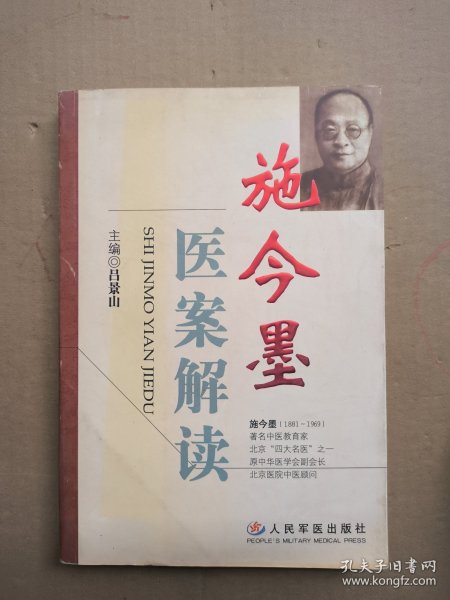 施今墨
医案解读
SHI JINMO YIAN JIEDU
主编◎吕景山
施今墨（1881－1969）
著名中医教育家
北京“四大名医”之一
原中华医学会副会长
北京医院中医顾问
人民军医出版社
PEOPLE'S MILITARY MEDICAL PRESS
孔夫子旧书网
www.kongfz.com